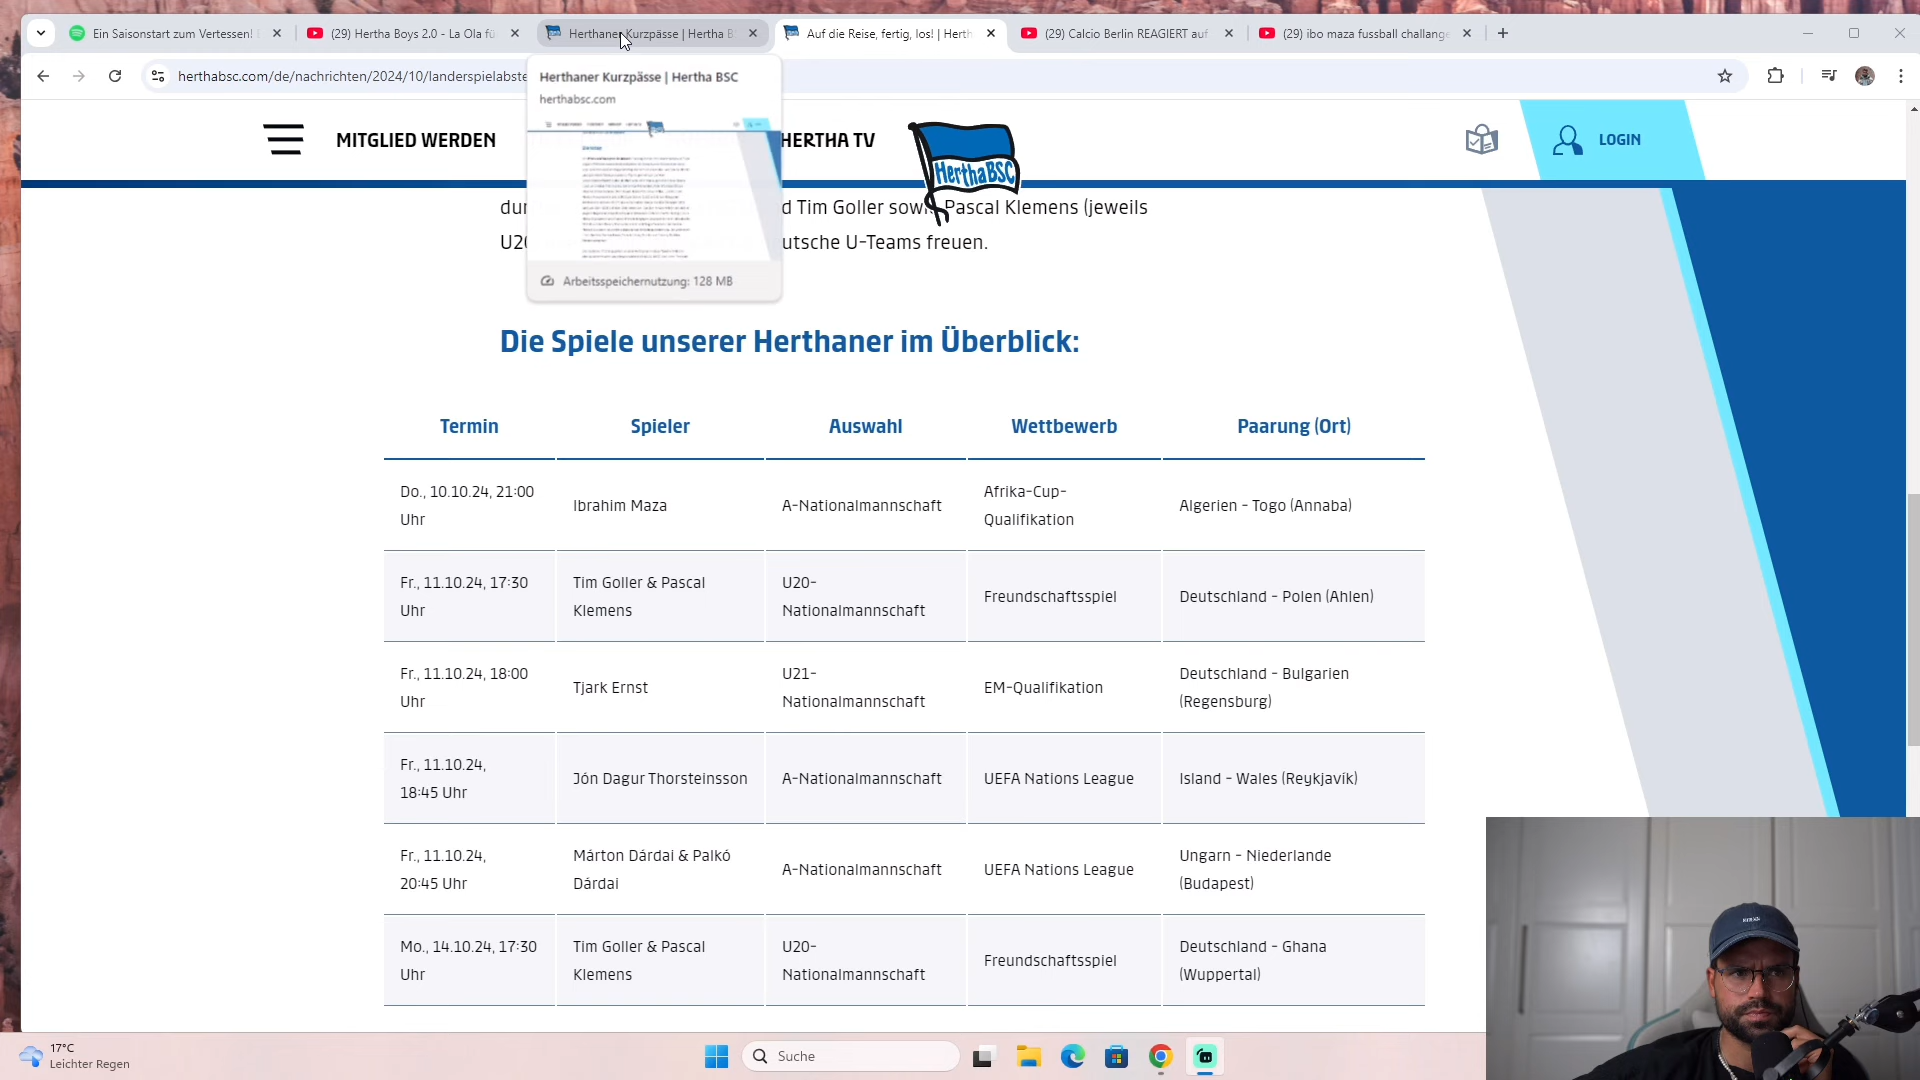 Ein Saisonstart zum Vertessen!
(29) Hertha Boys 2.0 - La Ola fü
Herthaner Kurzpässe | Hertha B
Auf die Reise, fertig, los! | Herth
(29) Calcio Berlin REAGIERT auf
(29) ibo maza fussball challange
herthabsc.com/de/nachrichten/2024/10/landerspielabste
Herthaner Kurzpässe | Hertha BSC
herthabsc.com
Arbeitsspeichernutzung: 128 MB
MITGLIED WERDEN
HERTHA TV
HerthaBSC
LOGIN
d Tim Goller sowi Pascal Klemens (jeweils
U20
utsche U-Teams freuen.
Die Spiele unserer Herthaner im Überblick:
Termin Spieler Auswahl Wettbewerb Paarung (Ort)
Do., 10.10.24, 21:00
Uhr
Ibrahim Maza
A-Nationalmannschaft
Afrika-Cup-
Qualifikation
Algerien - Togo (Annaba)
Fr., 11.10.24, 17:30
Uhr
Tim Goller & Pascal
Klemens
U20-
Nationalmannschaft
Freundschaftsspiel
Deutschland - Polen (Ahlen)
Fr., 11.10.24, 18:00
Uhr
Tjark Ernst
U21-
Nationalmannschaft
EM-Qualifikation
Deutschland - Bulgarien
(Regensburg)
Fr., 11.10.24,
18:45 Uhr
Jón Dagur Thorsteinsson
A-Nationalmannschaft
UEFA Nations League
Island - Wales (Reykjavík)
Fr., 11.10.24,
20:45 Uhr
Márton Dárdai & Palkó
Dárdai
A-Nationalmannschaft
UEFA Nations League
Ungarn - Niederlande
(Budapest)
Mo., 14.10.24, 17:30
Uhr
Tim Goller & Pascal
Klemens
U20-
Nationalmannschaft
Freundschaftsspiel
Deutschland - Ghana
(Wuppertal)
17°C
Leichter Regen
Suche